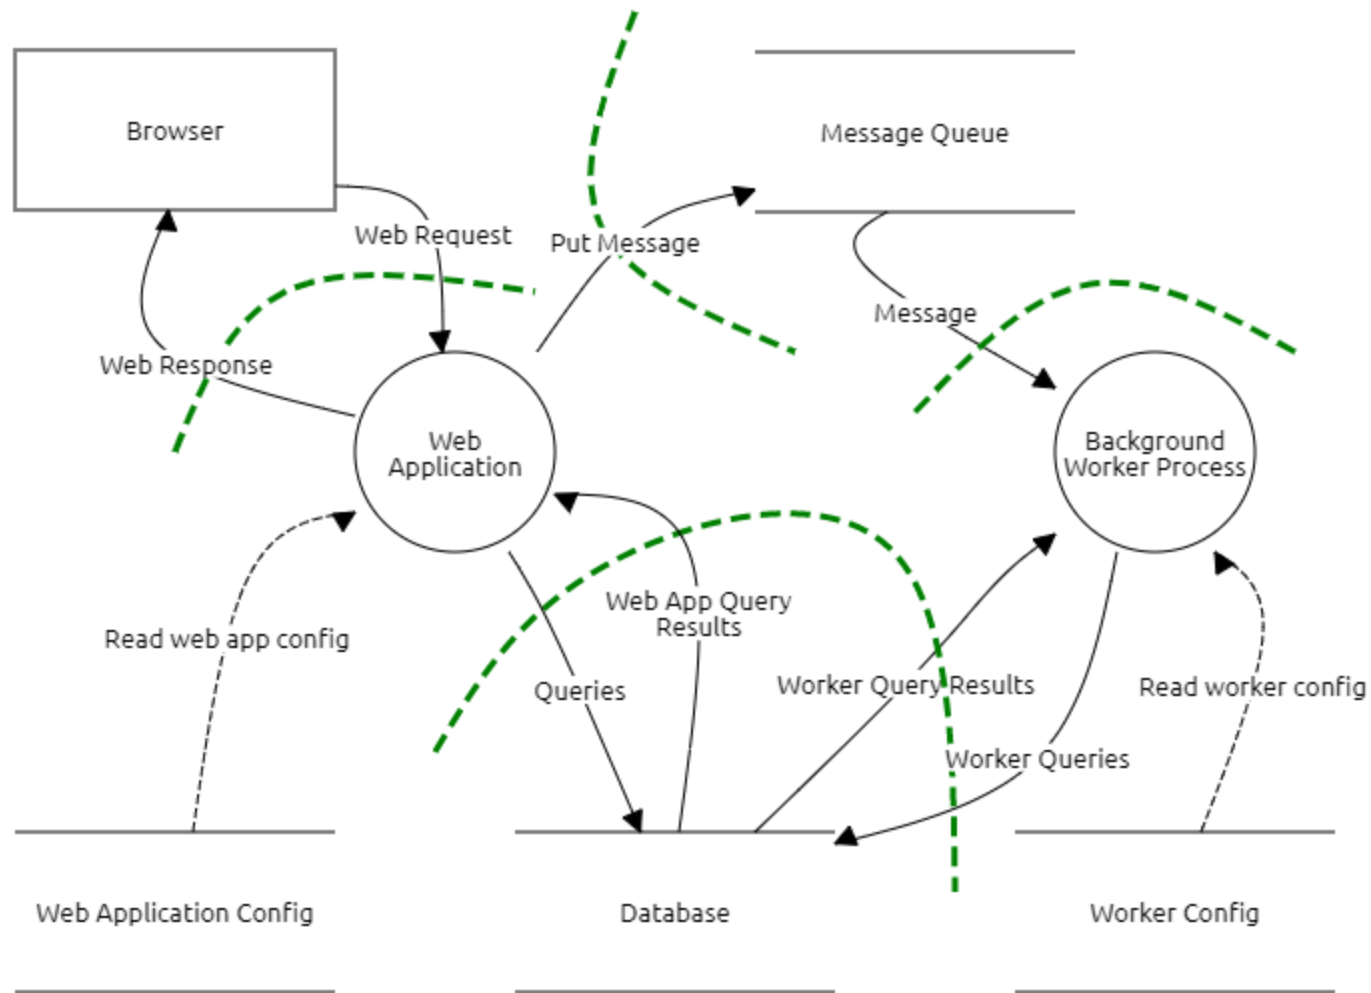 Browser
Message Queue
Web Request
Put Message
Message
Web Response
Web
Application
Background
Worker Process
Web App Query
Results
Read web app config
Queries
Worker Query Results
Read worker config
Worker Queries
Web Application Config
Database
Worker Config